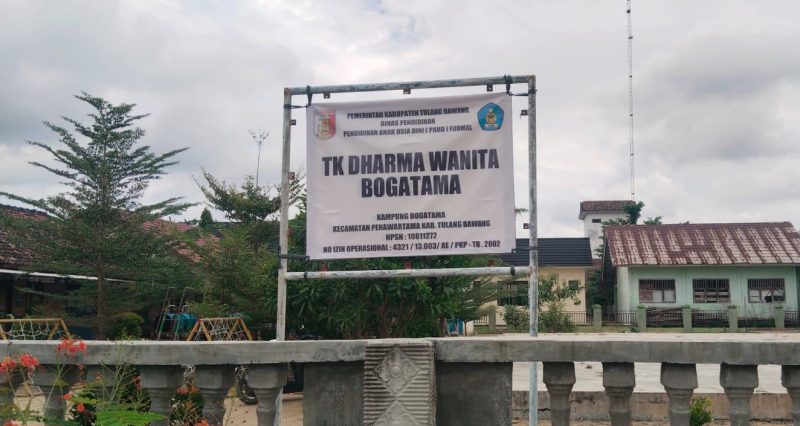 PEMERINTAH KABUPATEN TULANG BAWANG
DINAS PENDIDIKAN
PENDIDIKAN ANAK USIA DINI ( PAUD ) FORMAL
TK DHARMA WANITA
BOGATAMA
KAMPUNG BOGATAMA
KECAMATAN PENAWARTAMA KAB. TULANG BAWANG
NPSN : 10811272
NO IZIN OPERASIONAL : 4321 / 13.003/ AE / PKP - TB. 2002